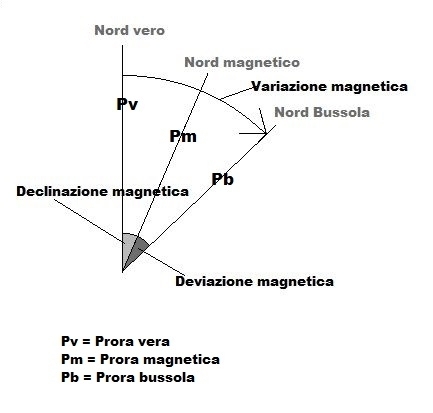 Nord vero
Nord magnetico
Variazione magnetica
Pv
Nord Bussola
Pm
Pb
Declinazione magnetica
Deviazione magnetica
Pv = Prora vera
Pm = Prora magnetica
Pb = Prora bussola